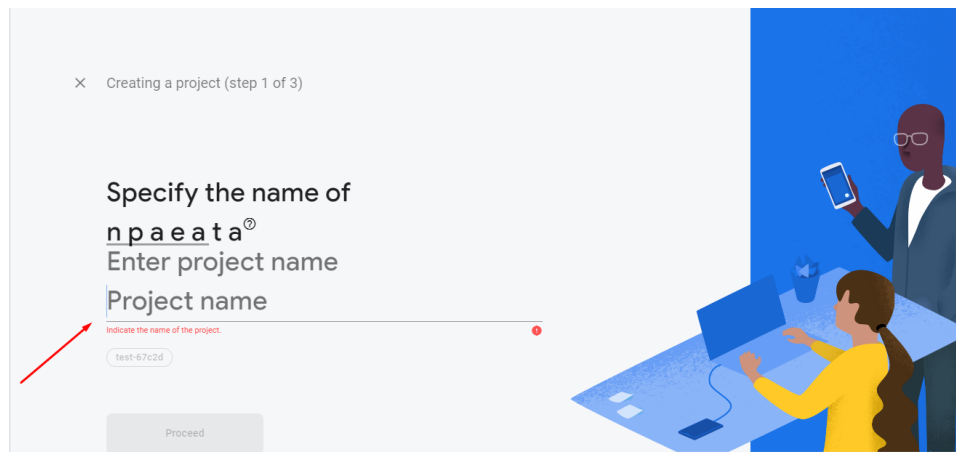 Creating a project (step 1 of 3)
Specify the name of
n p a e a t a
Enter project name
Project name
Indicate the name of the project.
test-67c2d
Proceed